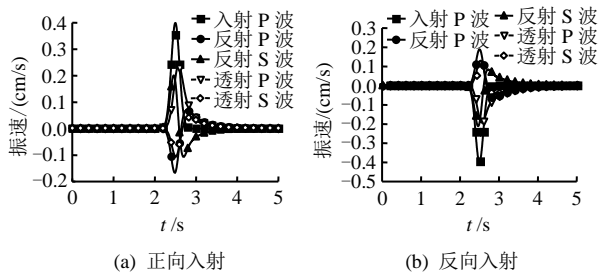 0.4
0.3
0.2
0.1
0.0
−0.1
−0.2
振速/(cm/s)
入射 P 波
反射 P 波
反射 S 波
透射 P 波
透射 S 波
0 1 2 3 4 5
t /s
(a) 正向入射
0.3
0.2
0.1
0.0
−0.1
−0.2
−0.3
−0.4
−0.5
振速/(cm/s)
入射 P 波 反射 S 波
反射 P 波 透射 P 波
透射 S 波
0 1 2 3 4 5
t /s
(b) 反向入射